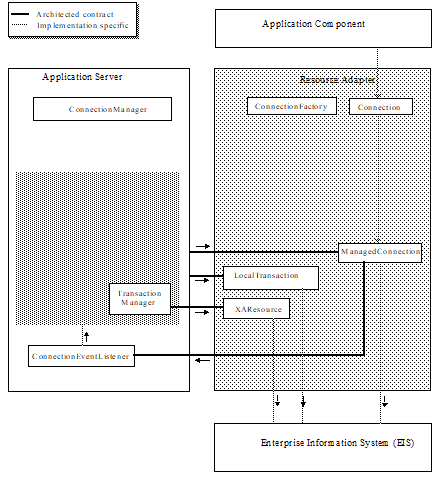 Architected contract
Implementation specific
Application Component
Application Server
Resource Adapter
ConnectionManager
ConnectionFactory
Connection
ManagedConnection
LocalTransaction
Transaction
Manager
XAResource
ConnectionEventListener
Enterprise Information System (EIS)